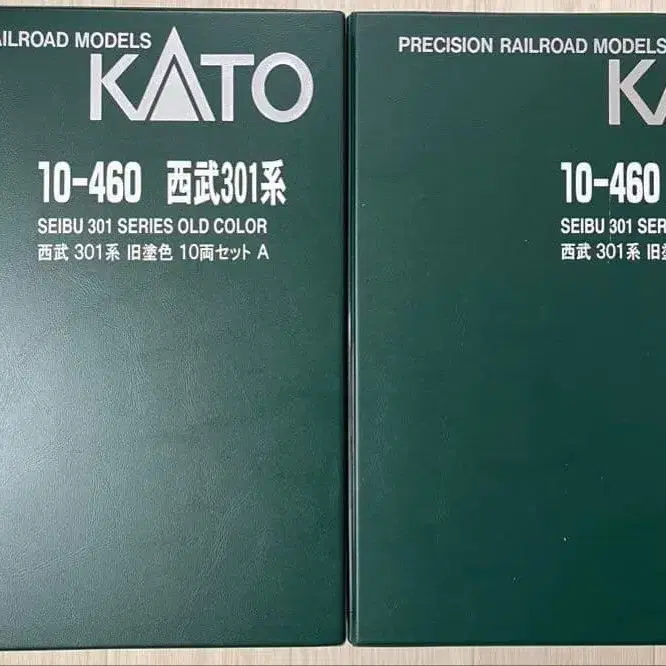 RAILROAD MODELS
KATO
10-460 西武301系
SEIBU 301 SERIES OLD COLOR
西武 301系 旧塗色 10両セット A
PRECISION RAILROAD MODELS
KA
10-460
SEIBU 301 SER
西武 301系 旧